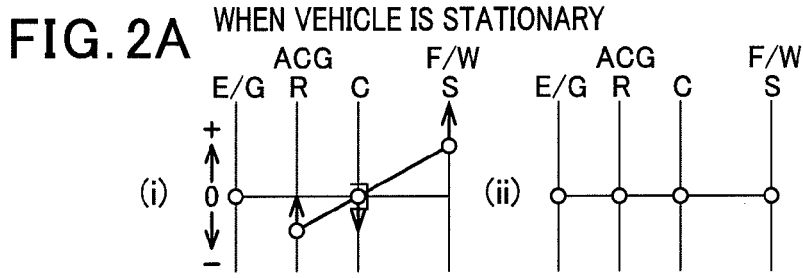 FIG. 2A WHEN VEHICLE IS STATIONARY
ACG F/W ACG F/W
E/G R C S E/G R C S
+
(i) 0 (ii)
−